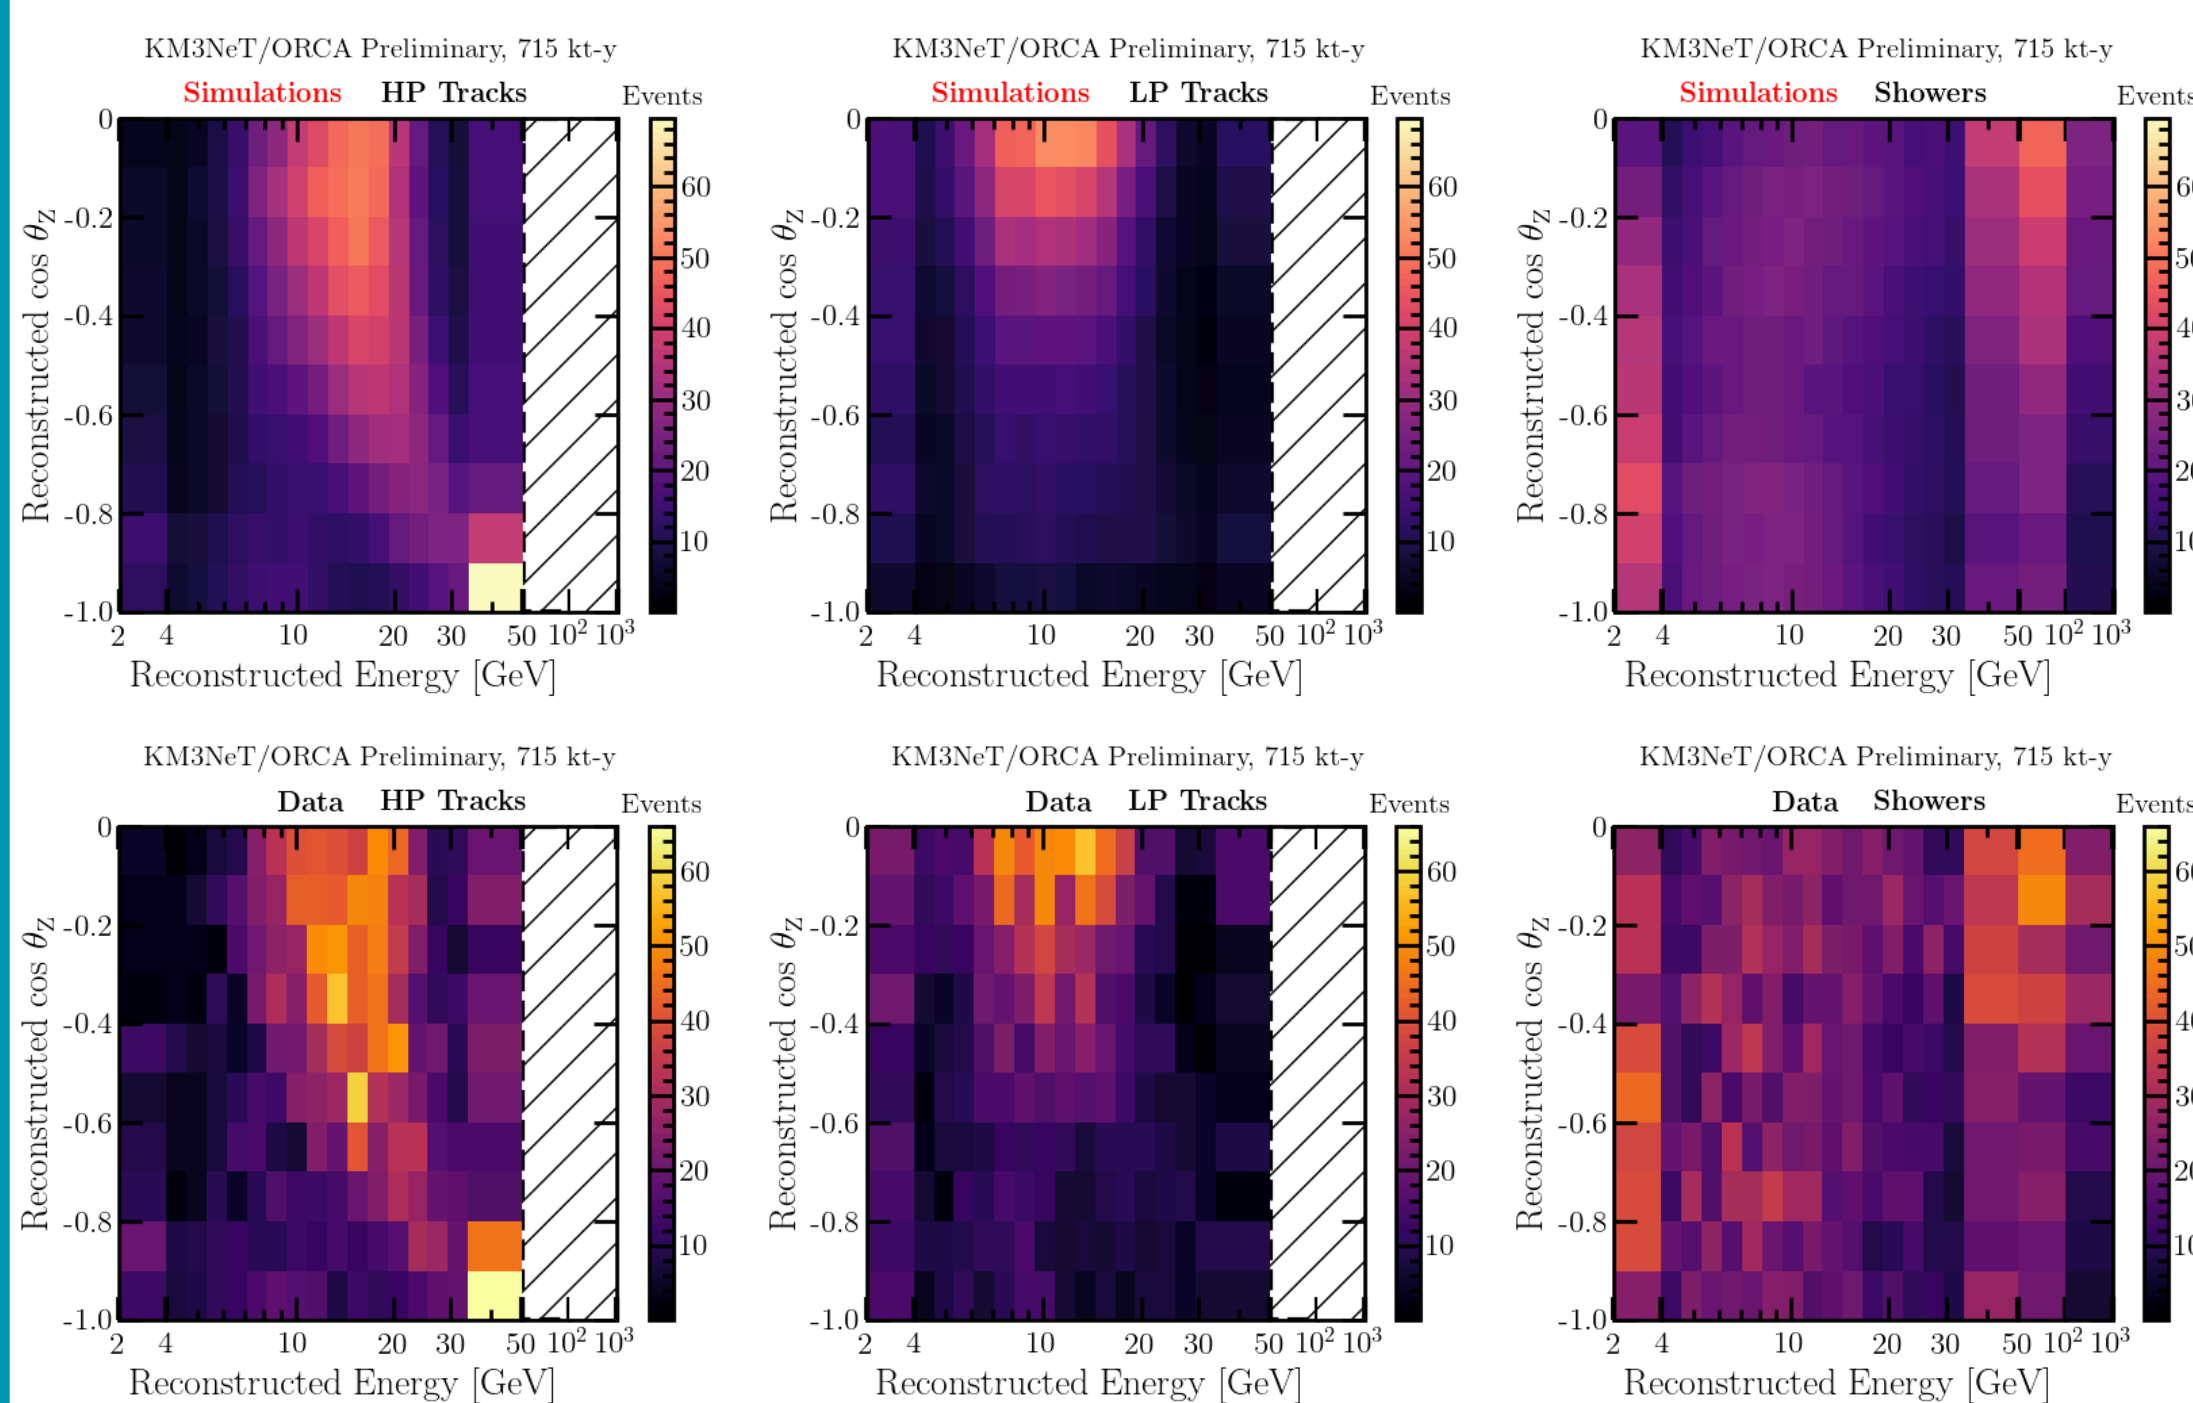 KM3NeT/ORCA Preliminary, 715 kt-y
Simulations HP Tracks Events
0
-0.2
-0.4
-0.6
-0.8
-1.0
Reconstructed cos θZ
60
50
40
30
20
10
2 4 10 20 30 50 10² 10³
Reconstructed Energy [GeV]
KM3NeT/ORCA Preliminary, 715 kt-y
Simulations LP Tracks Events
0
-0.2
-0.4
-0.6
-0.8
-1.0
Reconstructed cos θZ
60
50
40
30
20
10
2 4 10 20 30 50 10² 10³
Reconstructed Energy [GeV]
KM3NeT/ORCA Preliminary, 715 kt-y
Simulations Showers Events
0
-0.2
-0.4
-0.6
-0.8
-1.0
Reconstructed cos θZ
2 4 10 20 30 50 10² 10³
Reconstructed Energy [GeV]
KM3NeT/ORCA Preliminary, 715 kt-y
Data HP Tracks Events
0
-0.2
-0.4
-0.6
-0.8
-1.0
Reconstructed cos θZ
60
50
40
30
20
10
2 4 10 20 30 50 10² 10³
Reconstructed Energy [GeV]
KM3NeT/ORCA Preliminary, 715 kt-y
Data LP Tracks Events
0
-0.2
-0.4
-0.6
-0.8
-1.0
Reconstructed cos θZ
60
50
40
30
20
10
2 4 10 20 30 50 10² 10³
Reconstructed Energy [GeV]
KM3NeT/ORCA Preliminary, 715 kt-y
Data Showers Events
0
-0.2
-0.4
-0.6
-0.8
-1.0
Reconstructed cos θZ
2 4 10 20 30 50 10² 10³
Reconstructed Energy [GeV]